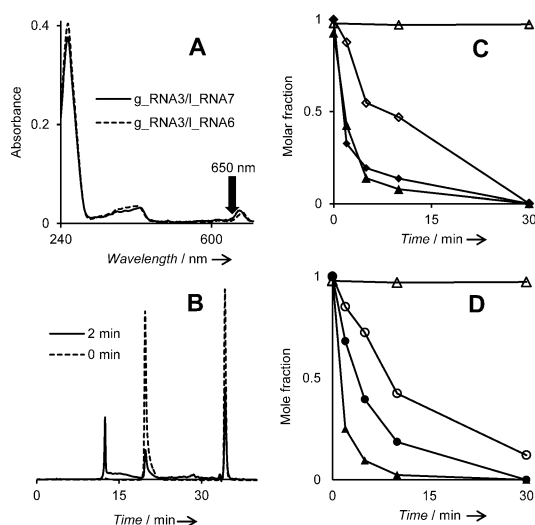 0.4
0.2
0
240
600
Absorbance
Wavelength / nm →
A
g_RNA3/l_RNA7
g_RNA3/l_RNA6
650 nm
B
2 min
0 min
0
15
30
Time / min →
C
1
0.5
0
0
15
30
Molar fraction
Time / min →
D
1
0.5
0
0
15
30
Mole fraction
Time / min →